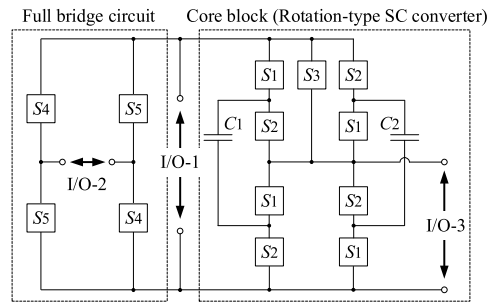 Full bridge circuit
Core block (Rotation-type SC converter)
S1
S3
S2
S4
S5
C1
S2
S1
C2
I/O-1
I/O-2
S5
S4
S1
S2
I/O-3
S2
S1